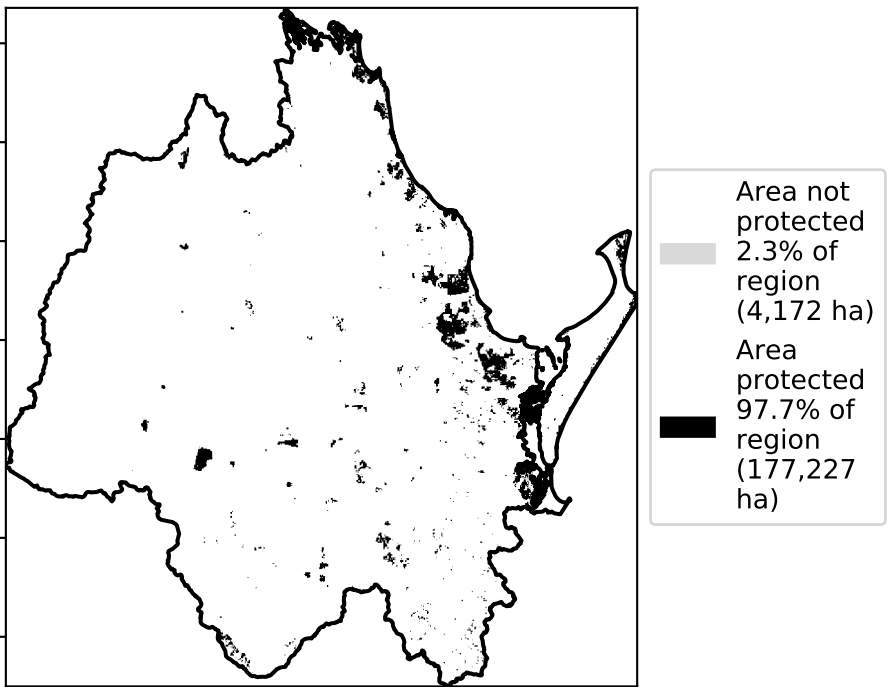 Area not
protected
2.3% of
region
(4,172 ha)
Area
protected
97.7% of
region
(177,227
ha)